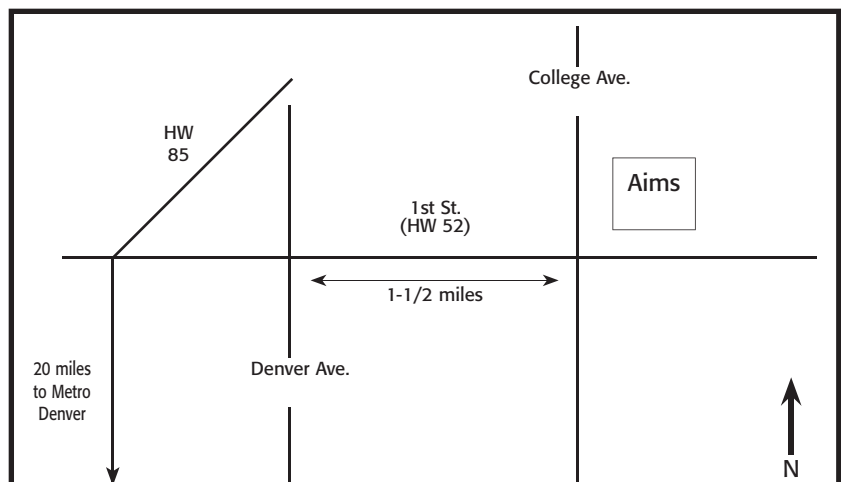 College Ave.
HW
85
Aims
1st St.
(HW 52)
1-1/2 miles
20 miles
to Metro
Denver
Denver Ave.
N